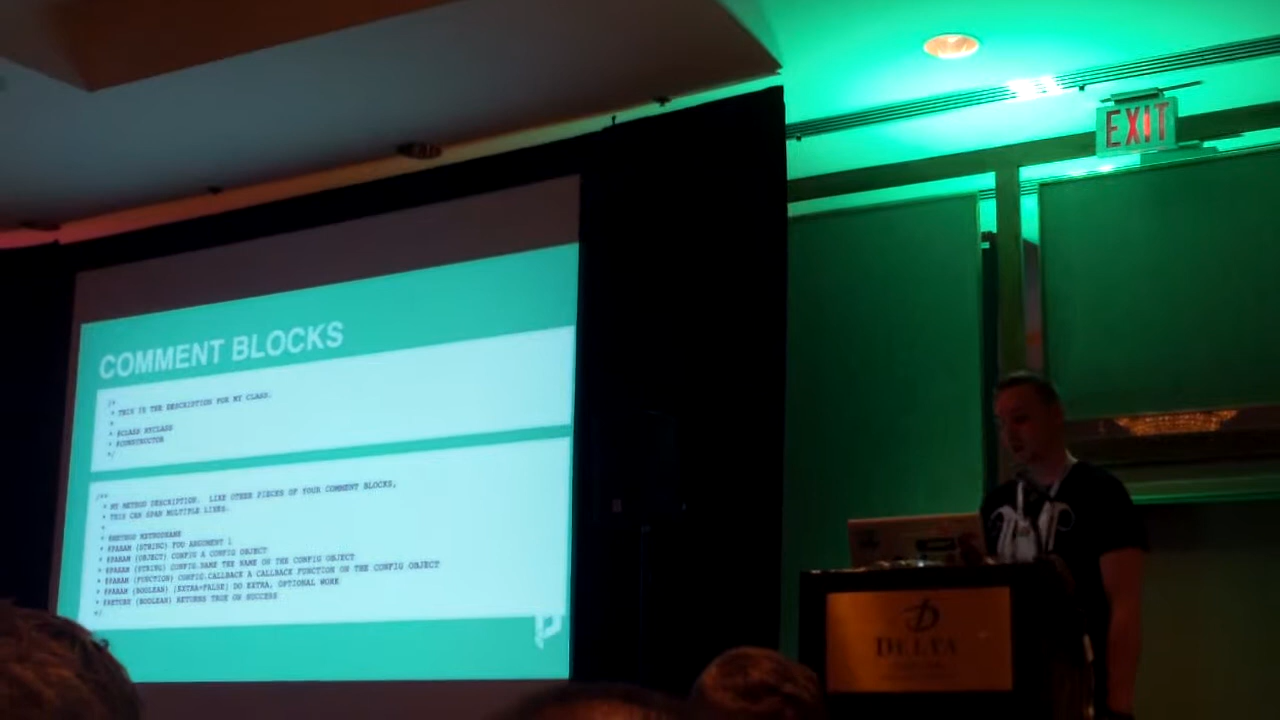 EXIT
COMMENT BLOCKS
/*
* THIS IS THE DESCRIPTION FOR MY CLASS.
*
* @CLASS MYCLASS
* @CONSTRUCTOR
*/
/**
* MY METHOD DESCRIPTION. LIKE OTHER PIECES OF YOUR COMMENT BLOCKS,
* THIS CAN SPAN MULTIPLE LINES.
*
* @METHOD METHODNAME
* @PARAM {STRING} FOO ARGUMENT 1
* @PARAM {OBJECT} CONFIG A CONFIG OBJECT
* @PARAM {STRING} CONFIG.NAME THE NAME ON THE CONFIG OBJECT
* @PARAM {FUNCTION} CONFIG.CALLBACK A CALLBACK FUNCTION ON THE CONFIG OBJECT
* @PARAM {BOOLEAN} [EXTRA=FALSE] DO EXTRA, OPTIONAL WORK
* @RETURN {BOOLEAN} RETURNS TRUE ON SUCCESS
*/
DELTA